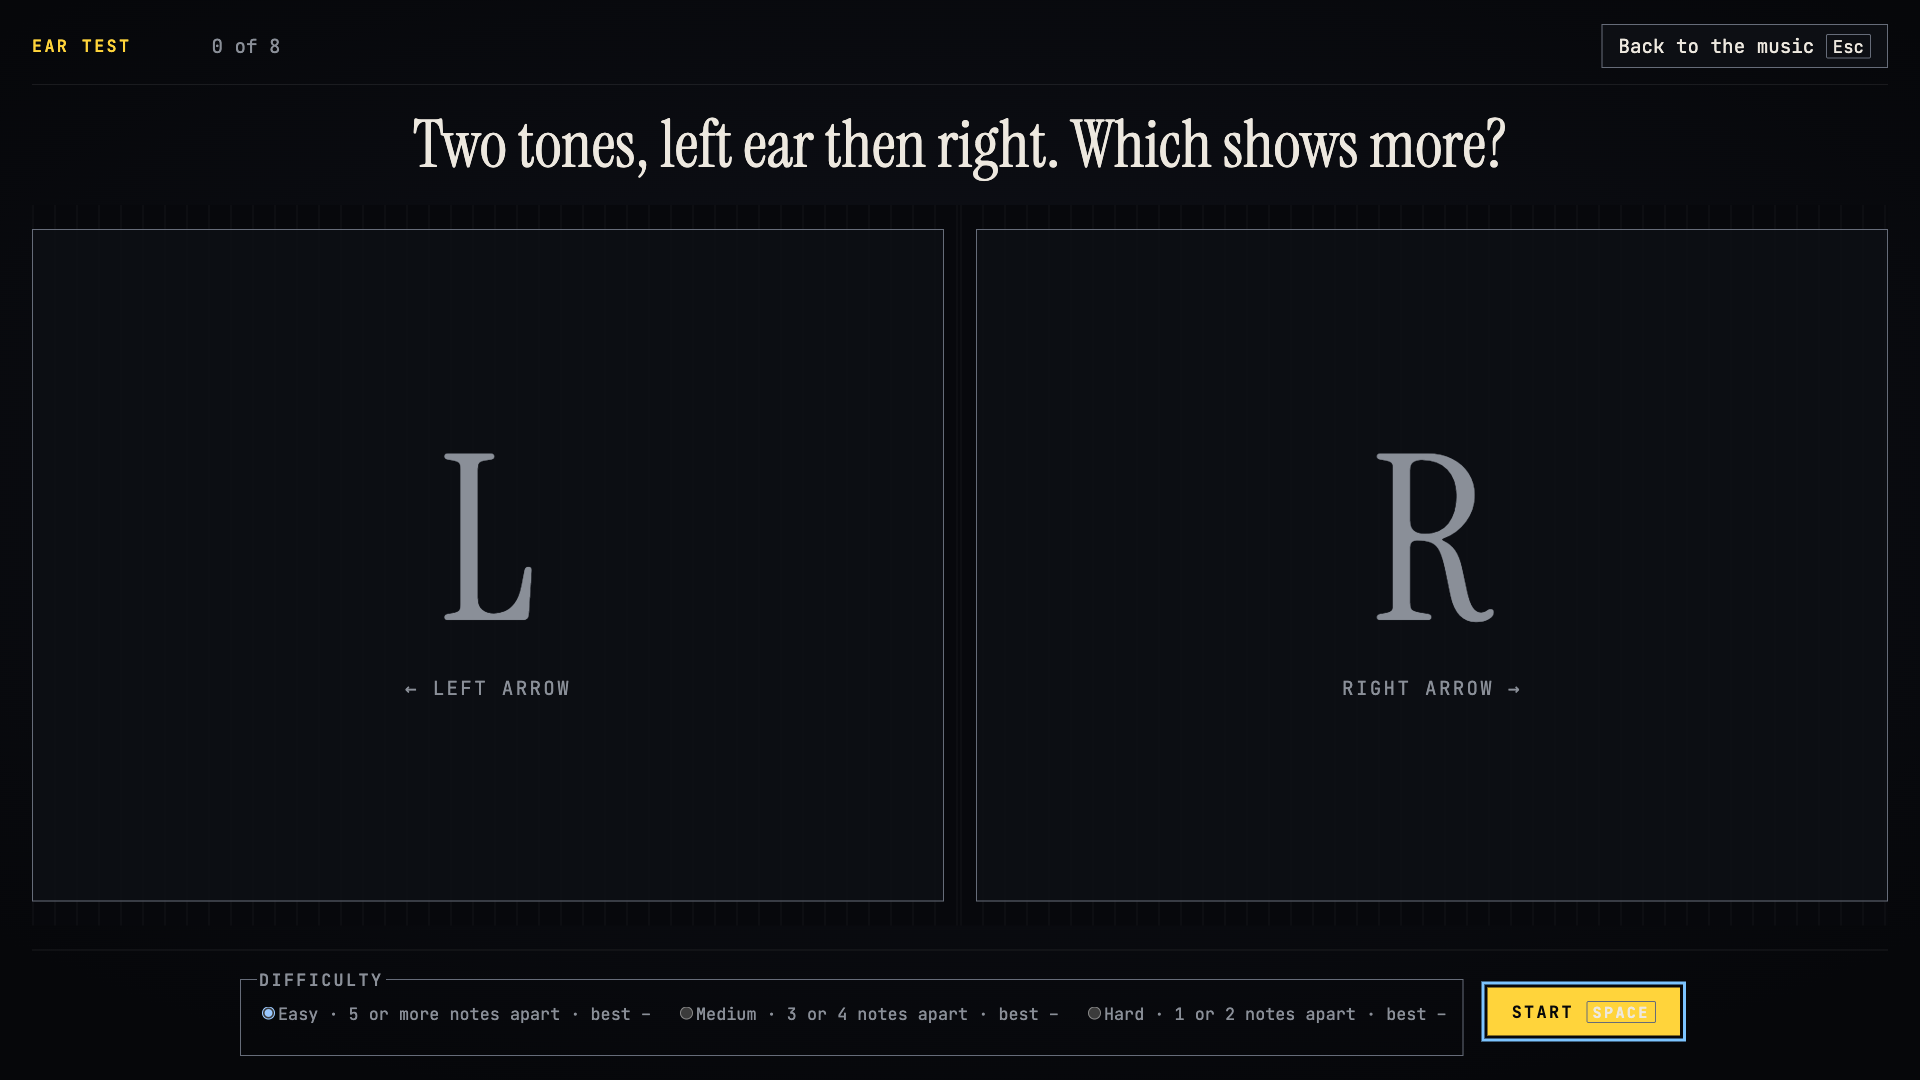 EAR TEST 0 of 8 Back to the music Esc
Two tones, left ear then right. Which shows more?
L R
← LEFT ARROW RIGHT ARROW →
DIFFICULTY
Easy · 5 or more notes apart · best – Medium · 3 or 4 notes apart · best – Hard · 1 or 2 notes apart · best – START SPACE